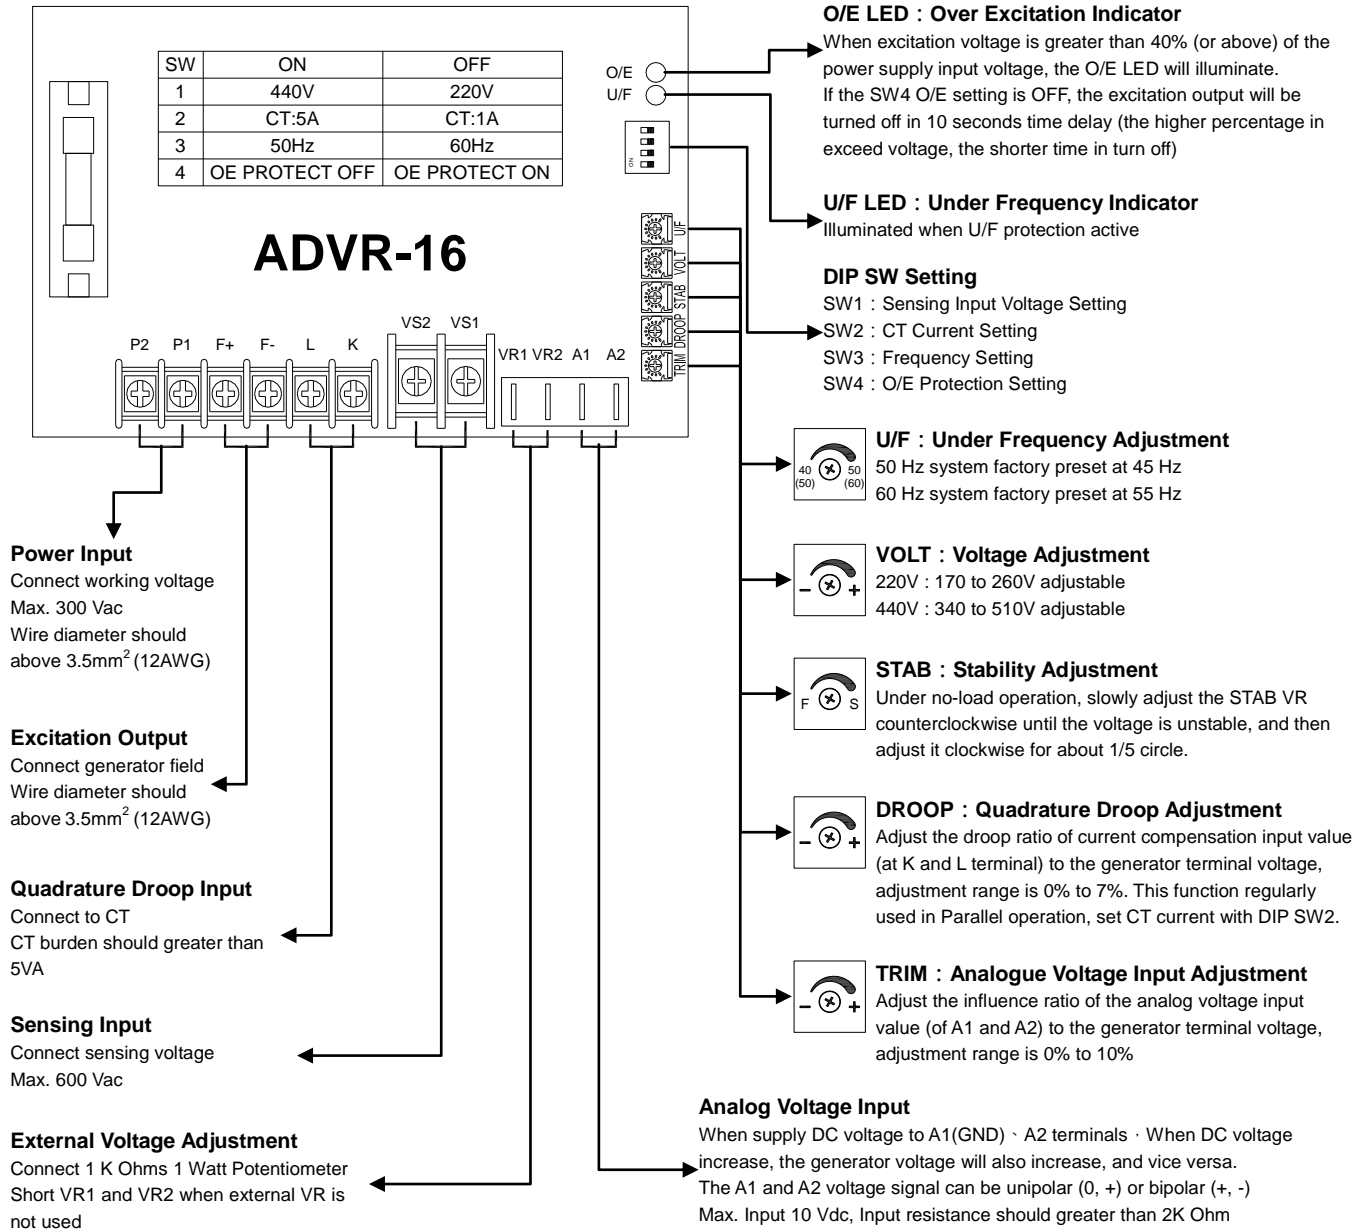 SW ON OFF
1 440V 220V
2 CT:5A CT:1A
3 50Hz 60Hz
4 OE PROTECT OFF OE PROTECT ON
O/E
U/F
ON
ADVR-16
U/F
VOLT
STAB
DROOP
TRIM
P2 P1 F+ F- L K
VS2 VS1
VR1 VR2 A1 A2
Power Input
Connect working voltage
Max. 300 Vac
Wire diameter should
above 3.5mm² (12AWG)
Excitation Output
Connect generator field
Wire diameter should
above 3.5mm² (12AWG)
Quadrature Droop Input
Connect to CT
CT burden should greater than
5VA
Sensing Input
Connect sensing voltage
Max. 600 Vac
External Voltage Adjustment
Connect 1 K Ohms 1 Watt Potentiometer
Short VR1 and VR2 when external VR is
not used
O/E LED：Over Excitation Indicator
When excitation voltage is greater than 40% (or above) of the
power supply input voltage, the O/E LED will illuminate.
If the SW4 O/E setting is OFF, the excitation output will be
turned off in 10 seconds time delay (the higher percentage in
exceed voltage, the shorter time in turn off)
U/F LED：Under Frequency Indicator
Illuminated when U/F protection active
DIP SW Setting
SW1：Sensing Input Voltage Setting
SW2：CT Current Setting
SW3：Frequency Setting
SW4：O/E Protection Setting
40 50
(50) (60)
U/F：Under Frequency Adjustment
50 Hz system factory preset at 45 Hz
60 Hz system factory preset at 55 Hz
- +
VOLT：Voltage Adjustment
220V : 170 to 260V adjustable
440V : 340 to 510V adjustable
F S
STAB：Stability Adjustment
Under no-load operation, slowly adjust the STAB VR
counterclockwise until the voltage is unstable, and then
adjust it clockwise for about 1/5 circle.
- +
DROOP：Quadrature Droop Adjustment
Adjust the droop ratio of current compensation input value
(at K and L terminal) to the generator terminal voltage,
adjustment range is 0% to 7%. This function regularly
used in Parallel operation, set CT current with DIP SW2.
- +
TRIM：Analogue Voltage Input Adjustment
Adjust the influence ratio of the analog voltage input
value (of A1 and A2) to the generator terminal voltage,
adjustment range is 0% to 10%
Analog Voltage Input
When supply DC voltage to A1(GND)、A2 terminals，When DC voltage
increase, the generator voltage will also increase, and vice versa.
The A1 and A2 voltage signal can be unipolar (0, +) or bipolar (+, -)
Max. Input 10 Vdc, Input resistance should greater than 2K Ohm